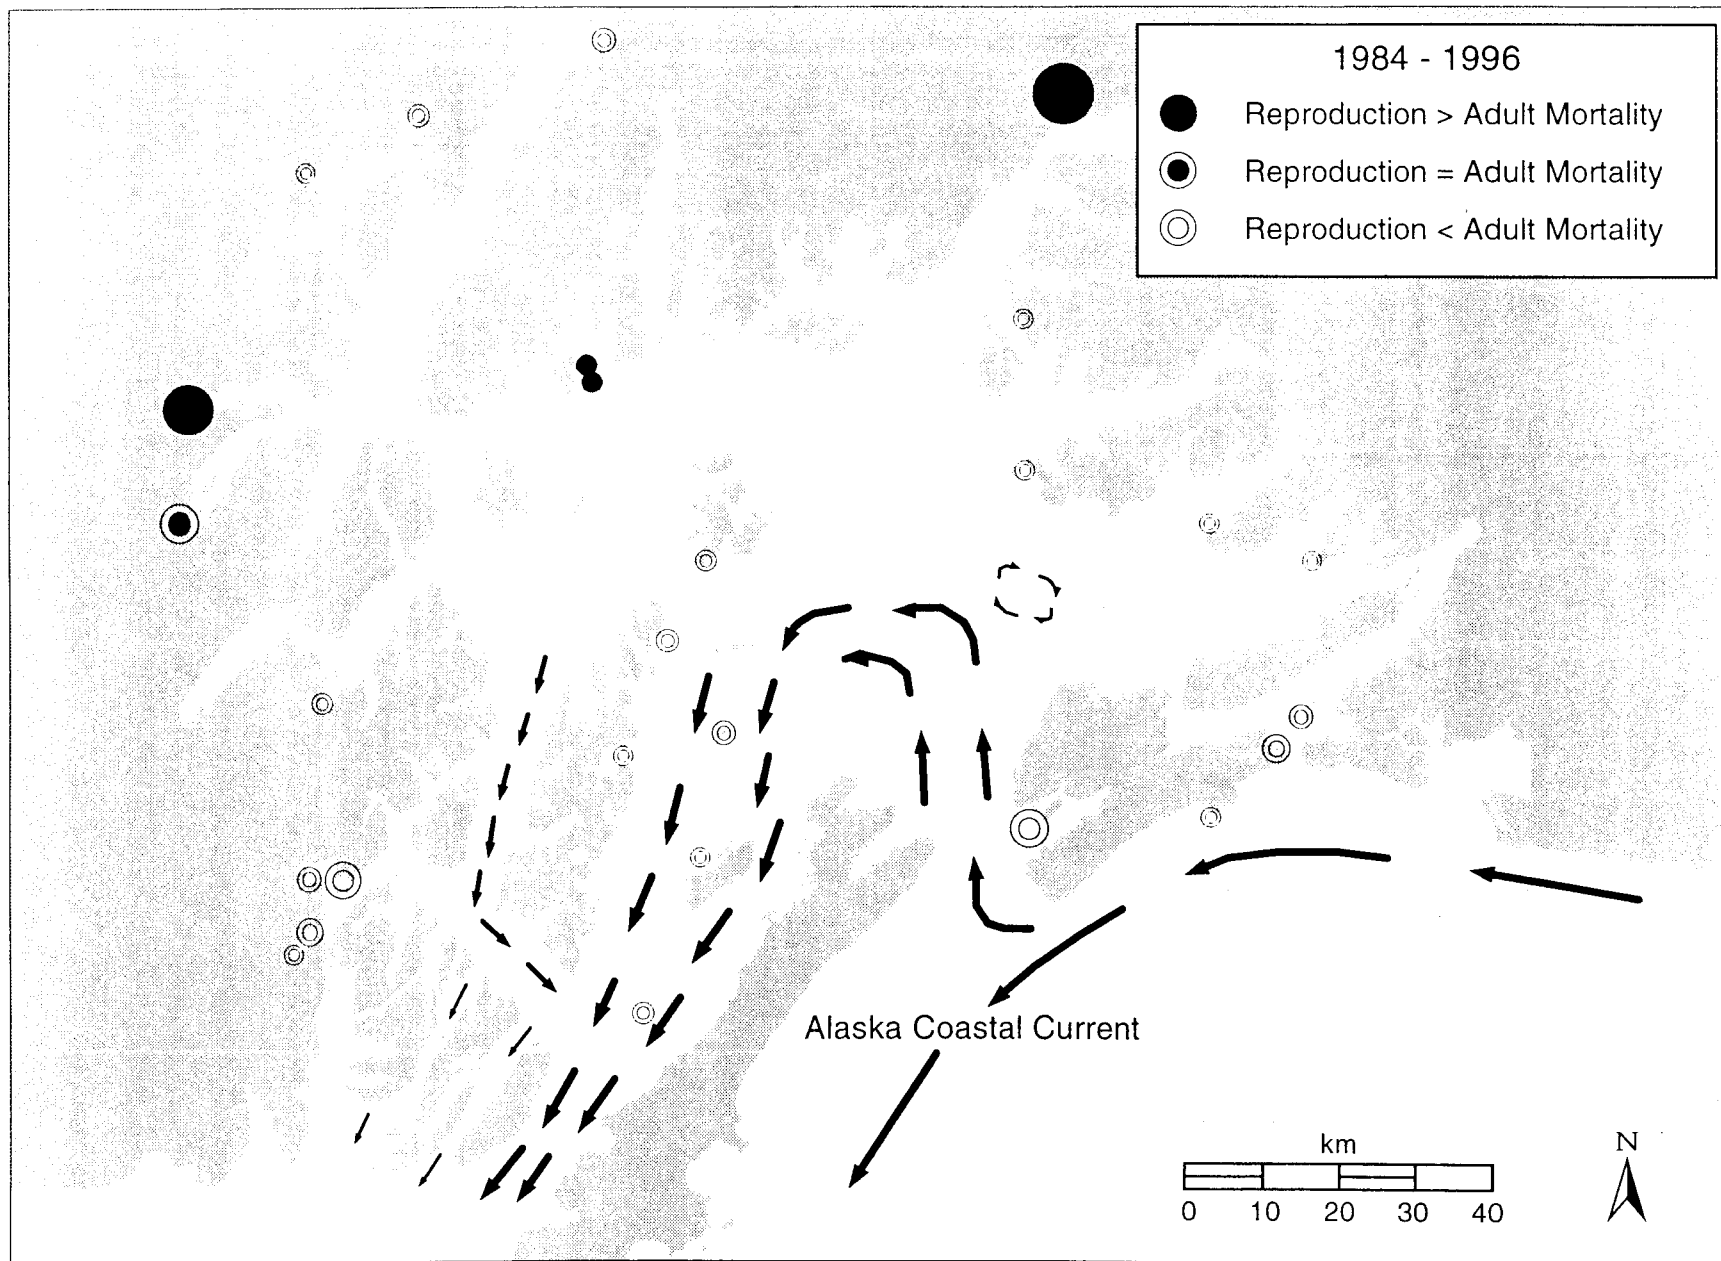 1984 - 1996
Reproduction > Adult Mortality
Reproduction = Adult Mortality
Reproduction < Adult Mortality
Alaska Coastal Current
km
0 10 20 30 40
N